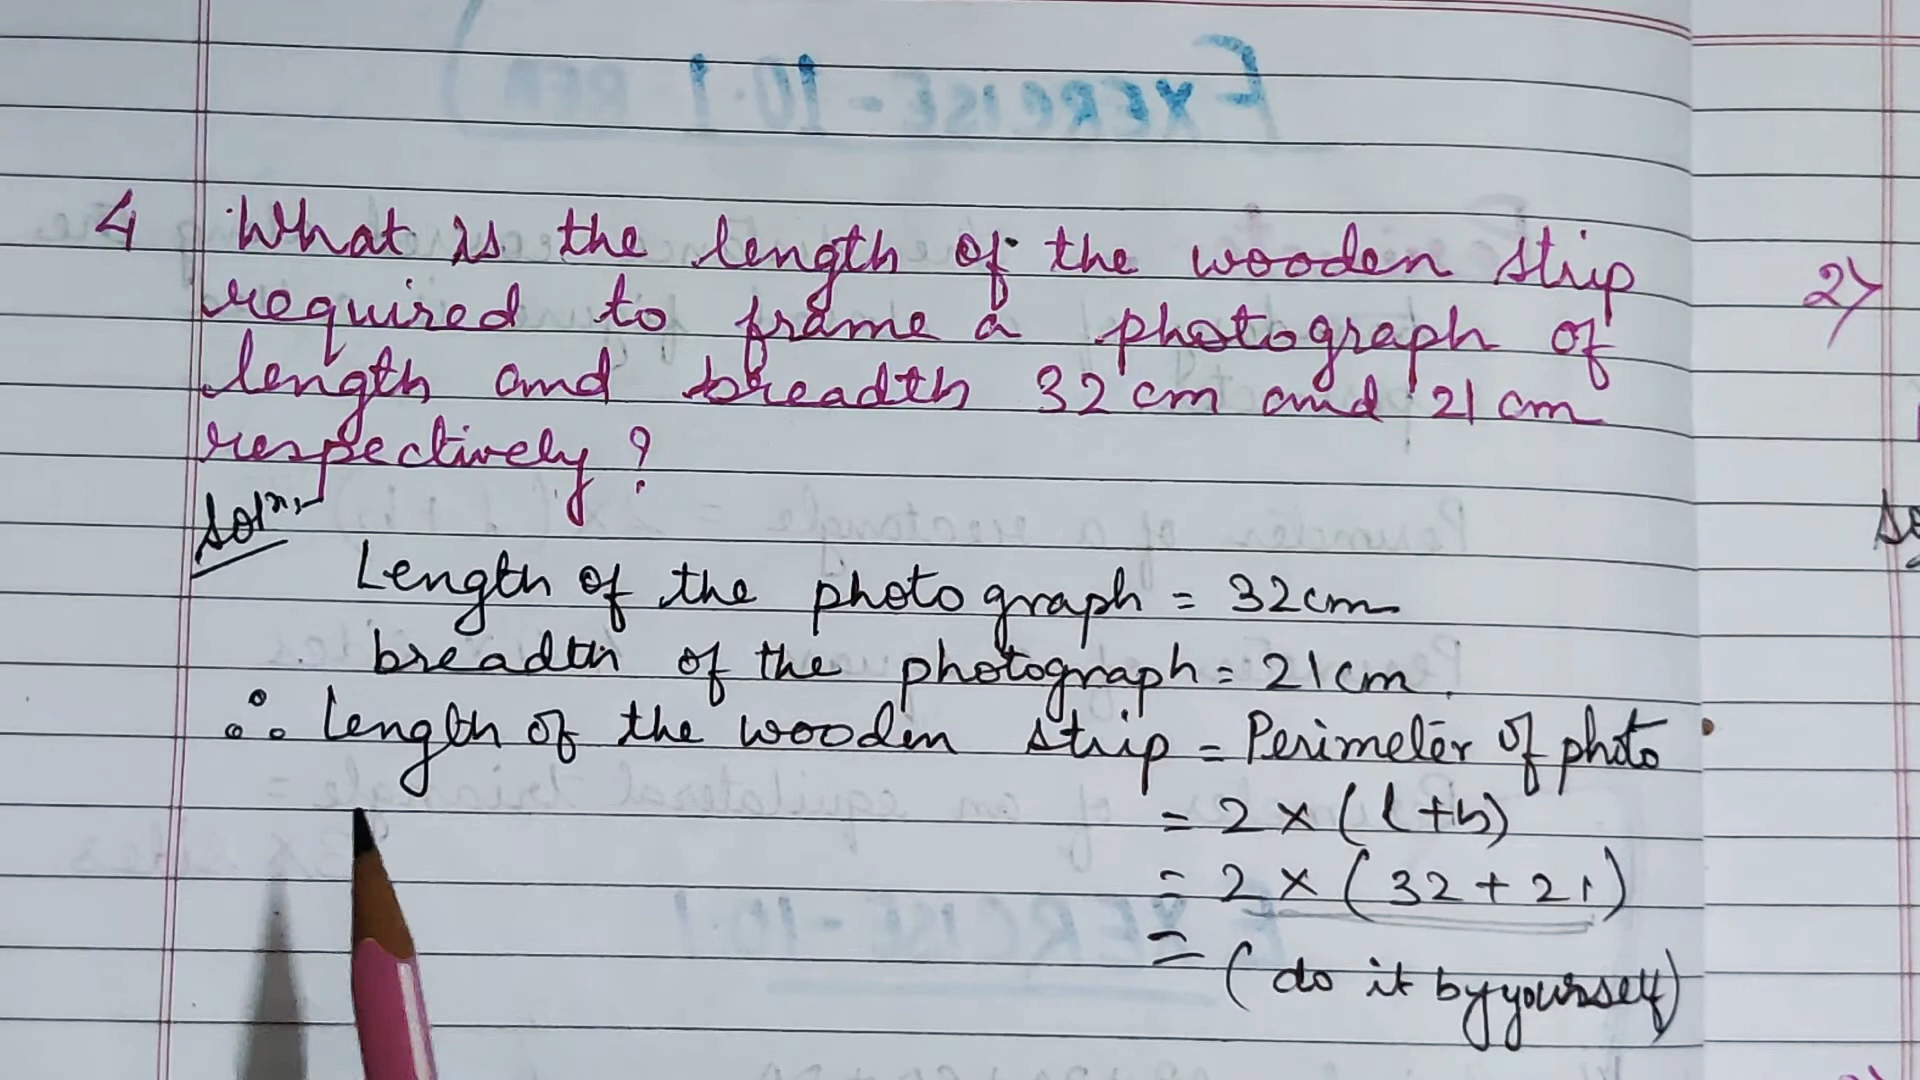 4 What is the length of the wooden strip
required to frame a photograph of
length and breadth 32 cm and 21 cm
respectively?
Soln:-
Length of the photograph = 32cm
breadth of the photograph = 21cm.
∴ length of the wooden strip = Perimeter of photo
= 2 × (l+b)
= 2 × (32 + 21)
= (do it by yourself)
2)